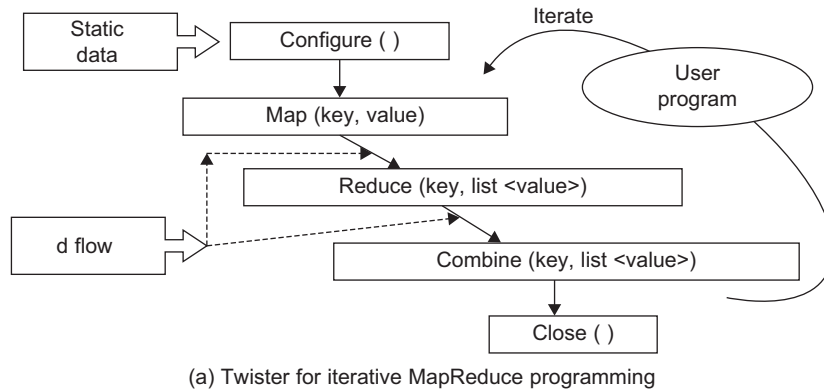 Static
data
Configure ( )
Iterate
User
program
Map (key, value)
Reduce (key, list <value>)
d flow
Combine (key, list <value>)
Close ( )
(a) Twister for iterative MapReduce programming